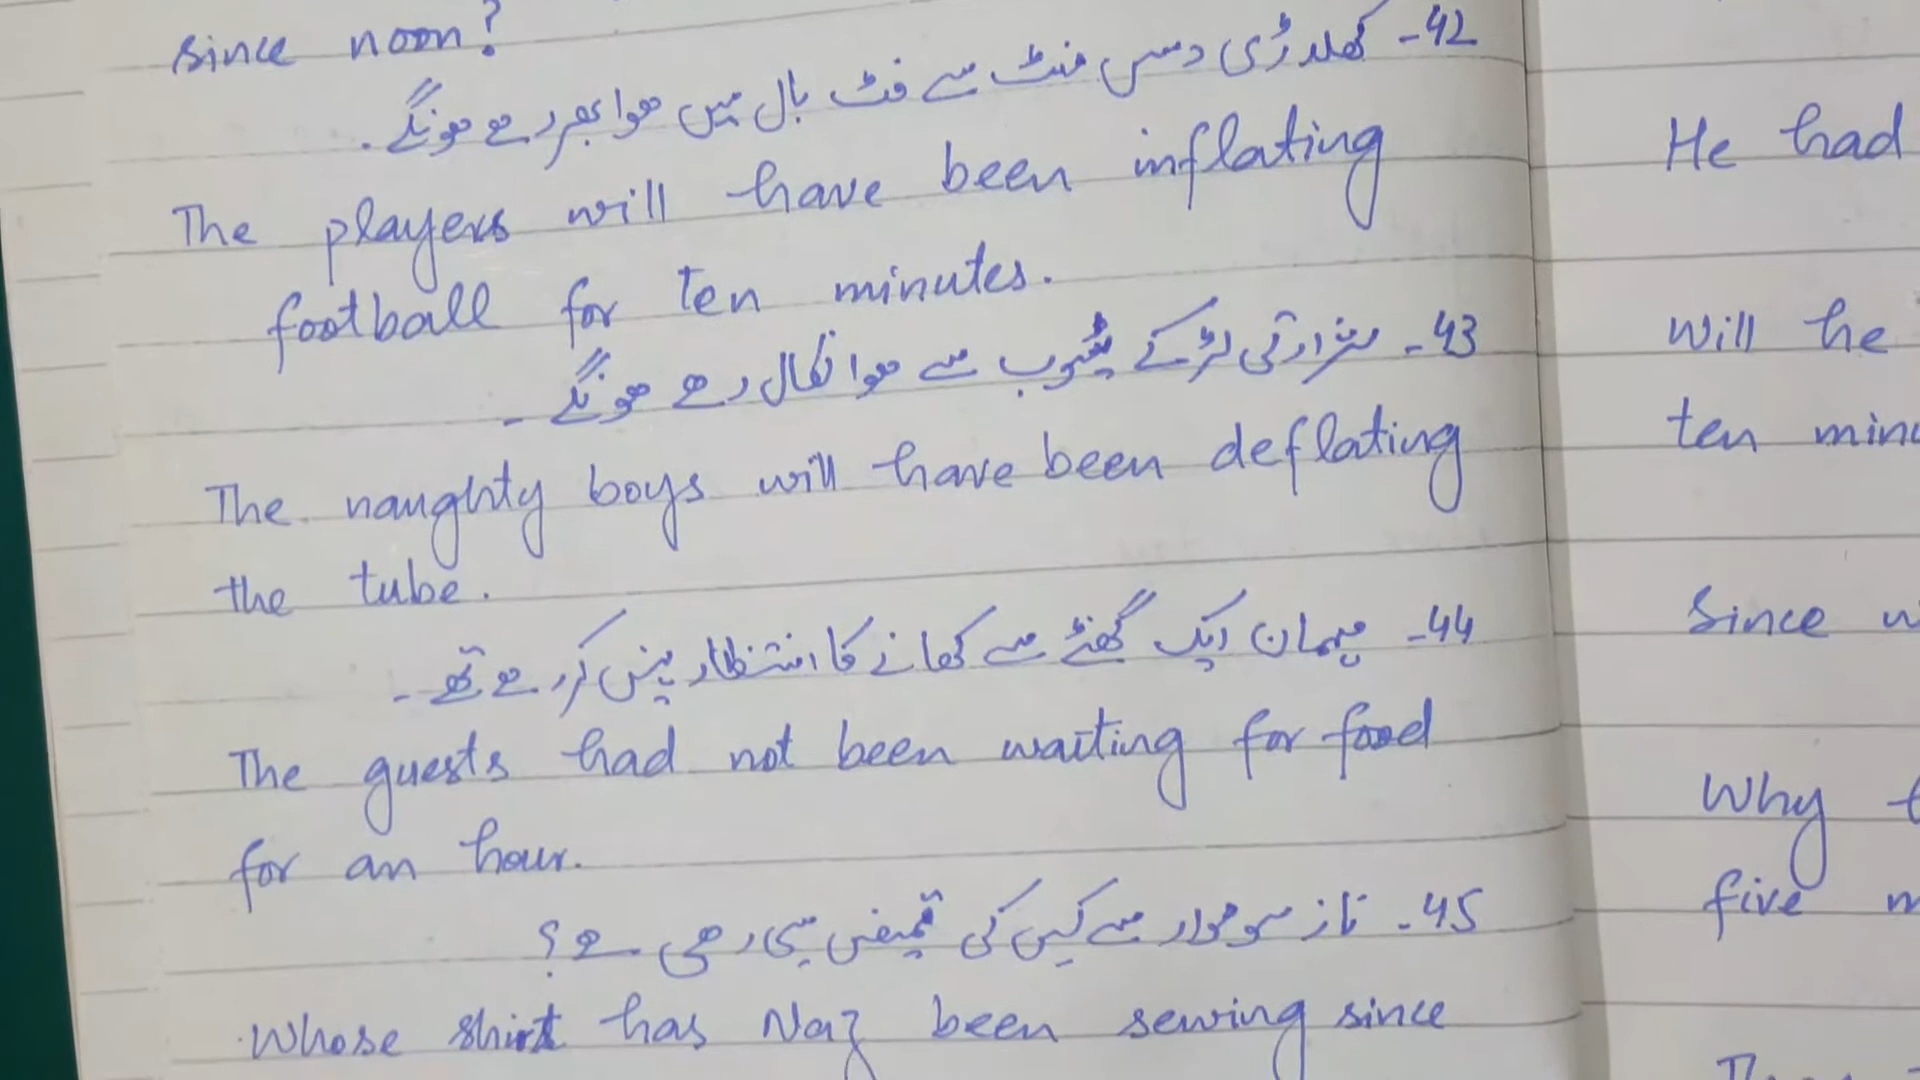 since noon?
42- کھلاڑی دس منٹ سے فٹ بال میں ہوا بھر رہے ہونگے.
The players will have been inflating
football for ten minutes.
43- شرارتی لڑکے ٹیوب سے ہوا نکال رہے ہونگے -
The naughty boys will have been deflating
the tube.
44- مہمان ایک گھنٹے سے کھانے کا انتظار نہیں کر رہے تھے -
The guests had not been waiting for food
for an hour.
45- ناز سوموار سے کس کی قمیض سی رہی ہے؟
Whose shirt has Naz been sewing since
He had
Will he
ten
Since
Why
five